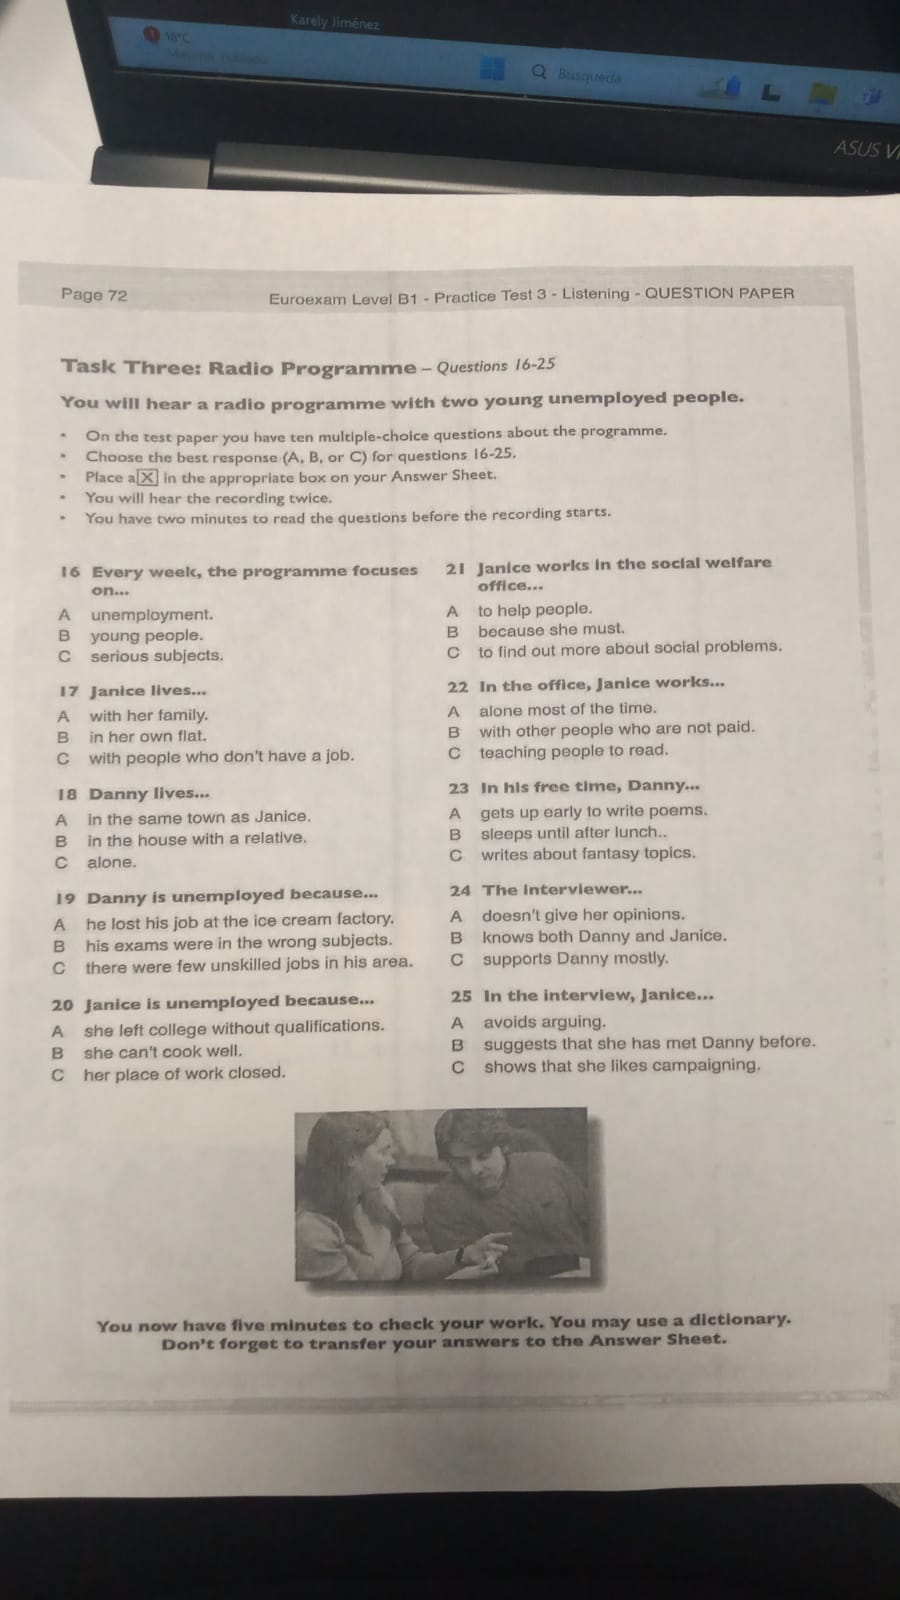 Karely Jiménez
18°C
Búsqueda
ASUS
Page 72
Euroexam Level B1 - Practice Test 3 - Listening - QUESTION PAPER
Task Three: Radio Programme – Questions 16-25
You will hear a radio programme with two young unemployed people.
• On the test paper you have ten multiple-choice questions about the programme.
• Choose the best response (A, B, or C) for questions 16-25.
• Place a X in the appropriate box on your Answer Sheet.
• You will hear the recording twice.
• You have two minutes to read the questions before the recording starts.
16 Every week, the programme focuses
on...
A unemployment.
B young people.
C serious subjects.
17 Janice lives...
A with her family.
B in her own flat.
C with people who don't have a job.
18 Danny lives...
A in the same town as Janice.
B in the house with a relative.
C alone.
19 Danny is unemployed because...
A he lost his job at the ice cream factory.
B his exams were in the wrong subjects.
C there were few unskilled jobs in his area.
20 Janice is unemployed because...
A she left college without qualifications.
B she can't cook well.
C her place of work closed.
21 Janice works in the social welfare
office...
A to help people.
B because she must.
C to find out more about social problems.
22 In the office, Janice works...
A alone most of the time.
B with other people who are not paid.
C teaching people to read.
23 In his free time, Danny...
A gets up early to write poems.
B sleeps until after lunch..
C writes about fantasy topics.
24 The interviewer...
A doesn't give her opinions.
B knows both Danny and Janice.
C supports Danny mostly.
25 In the interview, Janice...
A avoids arguing.
B suggests that she has met Danny before.
C shows that she likes campaigning.
You now have five minutes to check your work. You may use a dictionary.
Don't forget to transfer your answers to the Answer Sheet.